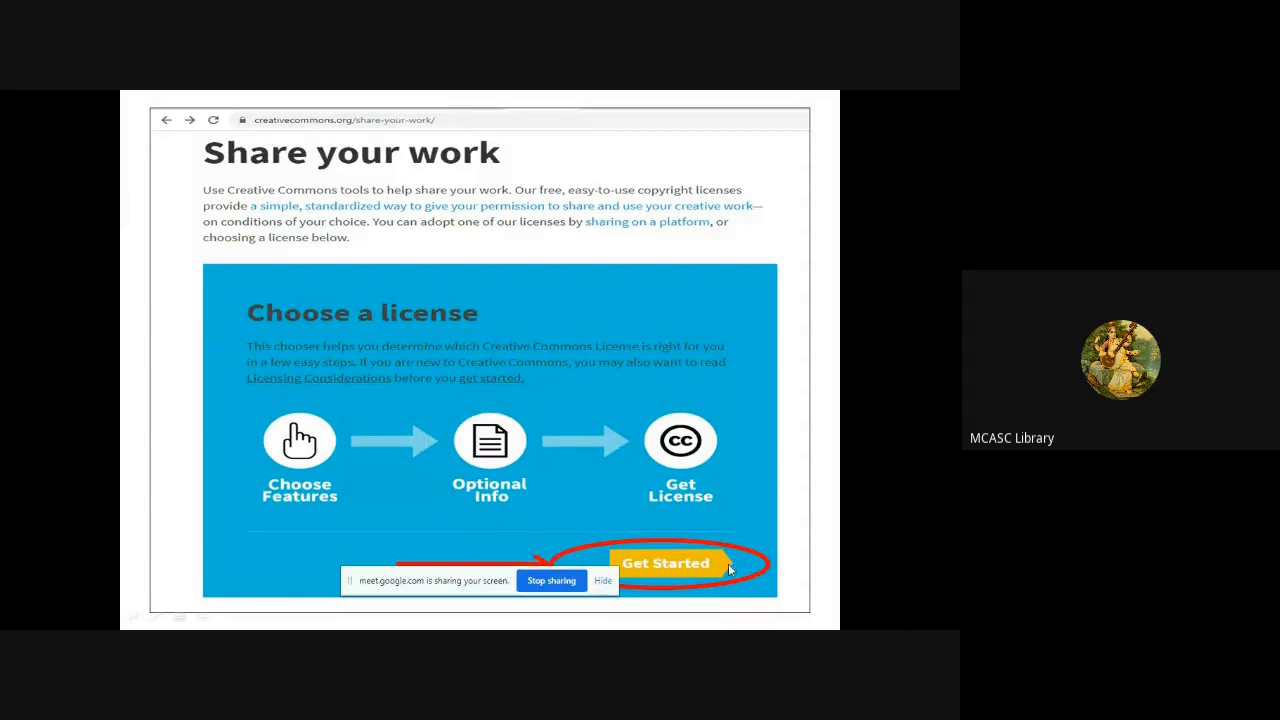 creativecommons.org/share-your-work/
Share your work
Use Creative Commons tools to help share your work. Our free, easy-to-use copyright licenses
provide a simple, standardized way to give your permission to share and use your creative work—
on conditions of your choice. You can adopt one of our licenses by sharing on a platform, or
choosing a license below.
Choose a license
This chooser helps you determine which Creative Commons License is right for you
in a few easy steps. If you are new to Creative Commons, you may also want to read
Licensing Considerations before you get started.
cc
Choose
Features
Optional
Info
Get
License
Get Started
meet.google.com is sharing your screen.
Stop sharing
Hide
MCASC Library